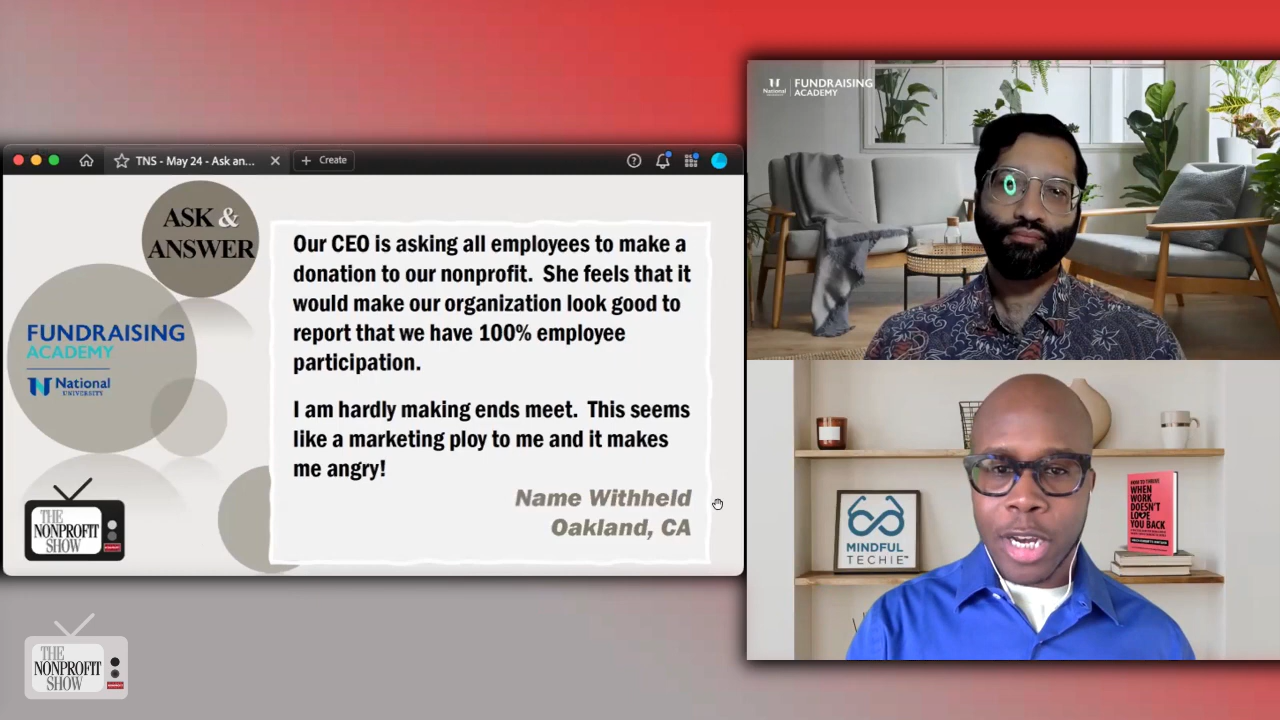 TNS - May 24 - Ask an...
Create
ASK &
ANSWER
FUNDRAISING
ACADEMY
National
UNIVERSITY
THE
NONPROFIT
SHOW
Our CEO is asking all employees to make a
donation to our nonprofit. She feels that it
would make our organization look good to
report that we have 100% employee
participation.
I am hardly making ends meet. This seems
like a marketing ploy to me and it makes
me angry!
Name Withheld
Oakland, CA
National
FUNDRAISING
ACADEMY
MINDFUL
TECHIE
HOW TO THRIVE
WHEN
WORK
DOESN'T
LOVE
YOU BACK
THE
NONPROFIT
SHOW